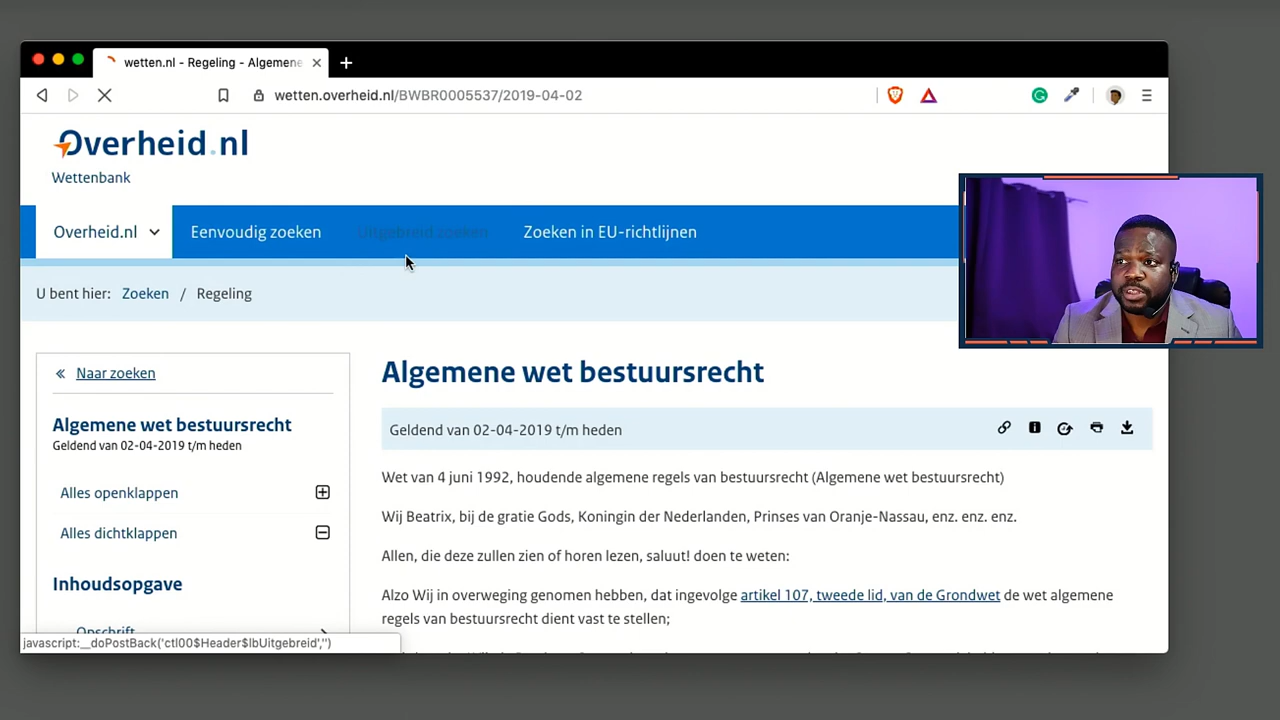 wetten.nl - Regeling - Algemene
wetten.overheid.nl/BWBR0005537/2019-04-02
Overheid.nl
Wettenbank
Overheid.nl
Eenvoudig zoeken
Uitgebreid zoeken
Zoeken in EU-richtlijnen
U bent hier: Zoeken / Regeling
« Naar zoeken
Algemene wet bestuursrecht
Geldend van 02-04-2019 t/m heden
Alles openklappen
Alles dichtklappen
Inhoudsopgave
Opschrift
javascript:__doPostBack('ctl00$Header$lbUitgebreid','')
Algemene wet bestuursrecht
Geldend van 02-04-2019 t/m heden
Wet van 4 juni 1992, houdende algemene regels van bestuursrecht (Algemene wet bestuursrecht)
Wij Beatrix, bij de gratie Gods, Koningin der Nederlanden, Prinses van Oranje-Nassau, enz. enz. enz.
Allen, die deze zullen zien of horen lezen, saluut! doen te weten:
Alzo Wij in overweging genomen hebben, dat ingevolge artikel 107, tweede lid, van de Grondwet de wet algemene
regels van bestuursrecht dient vast te stellen;